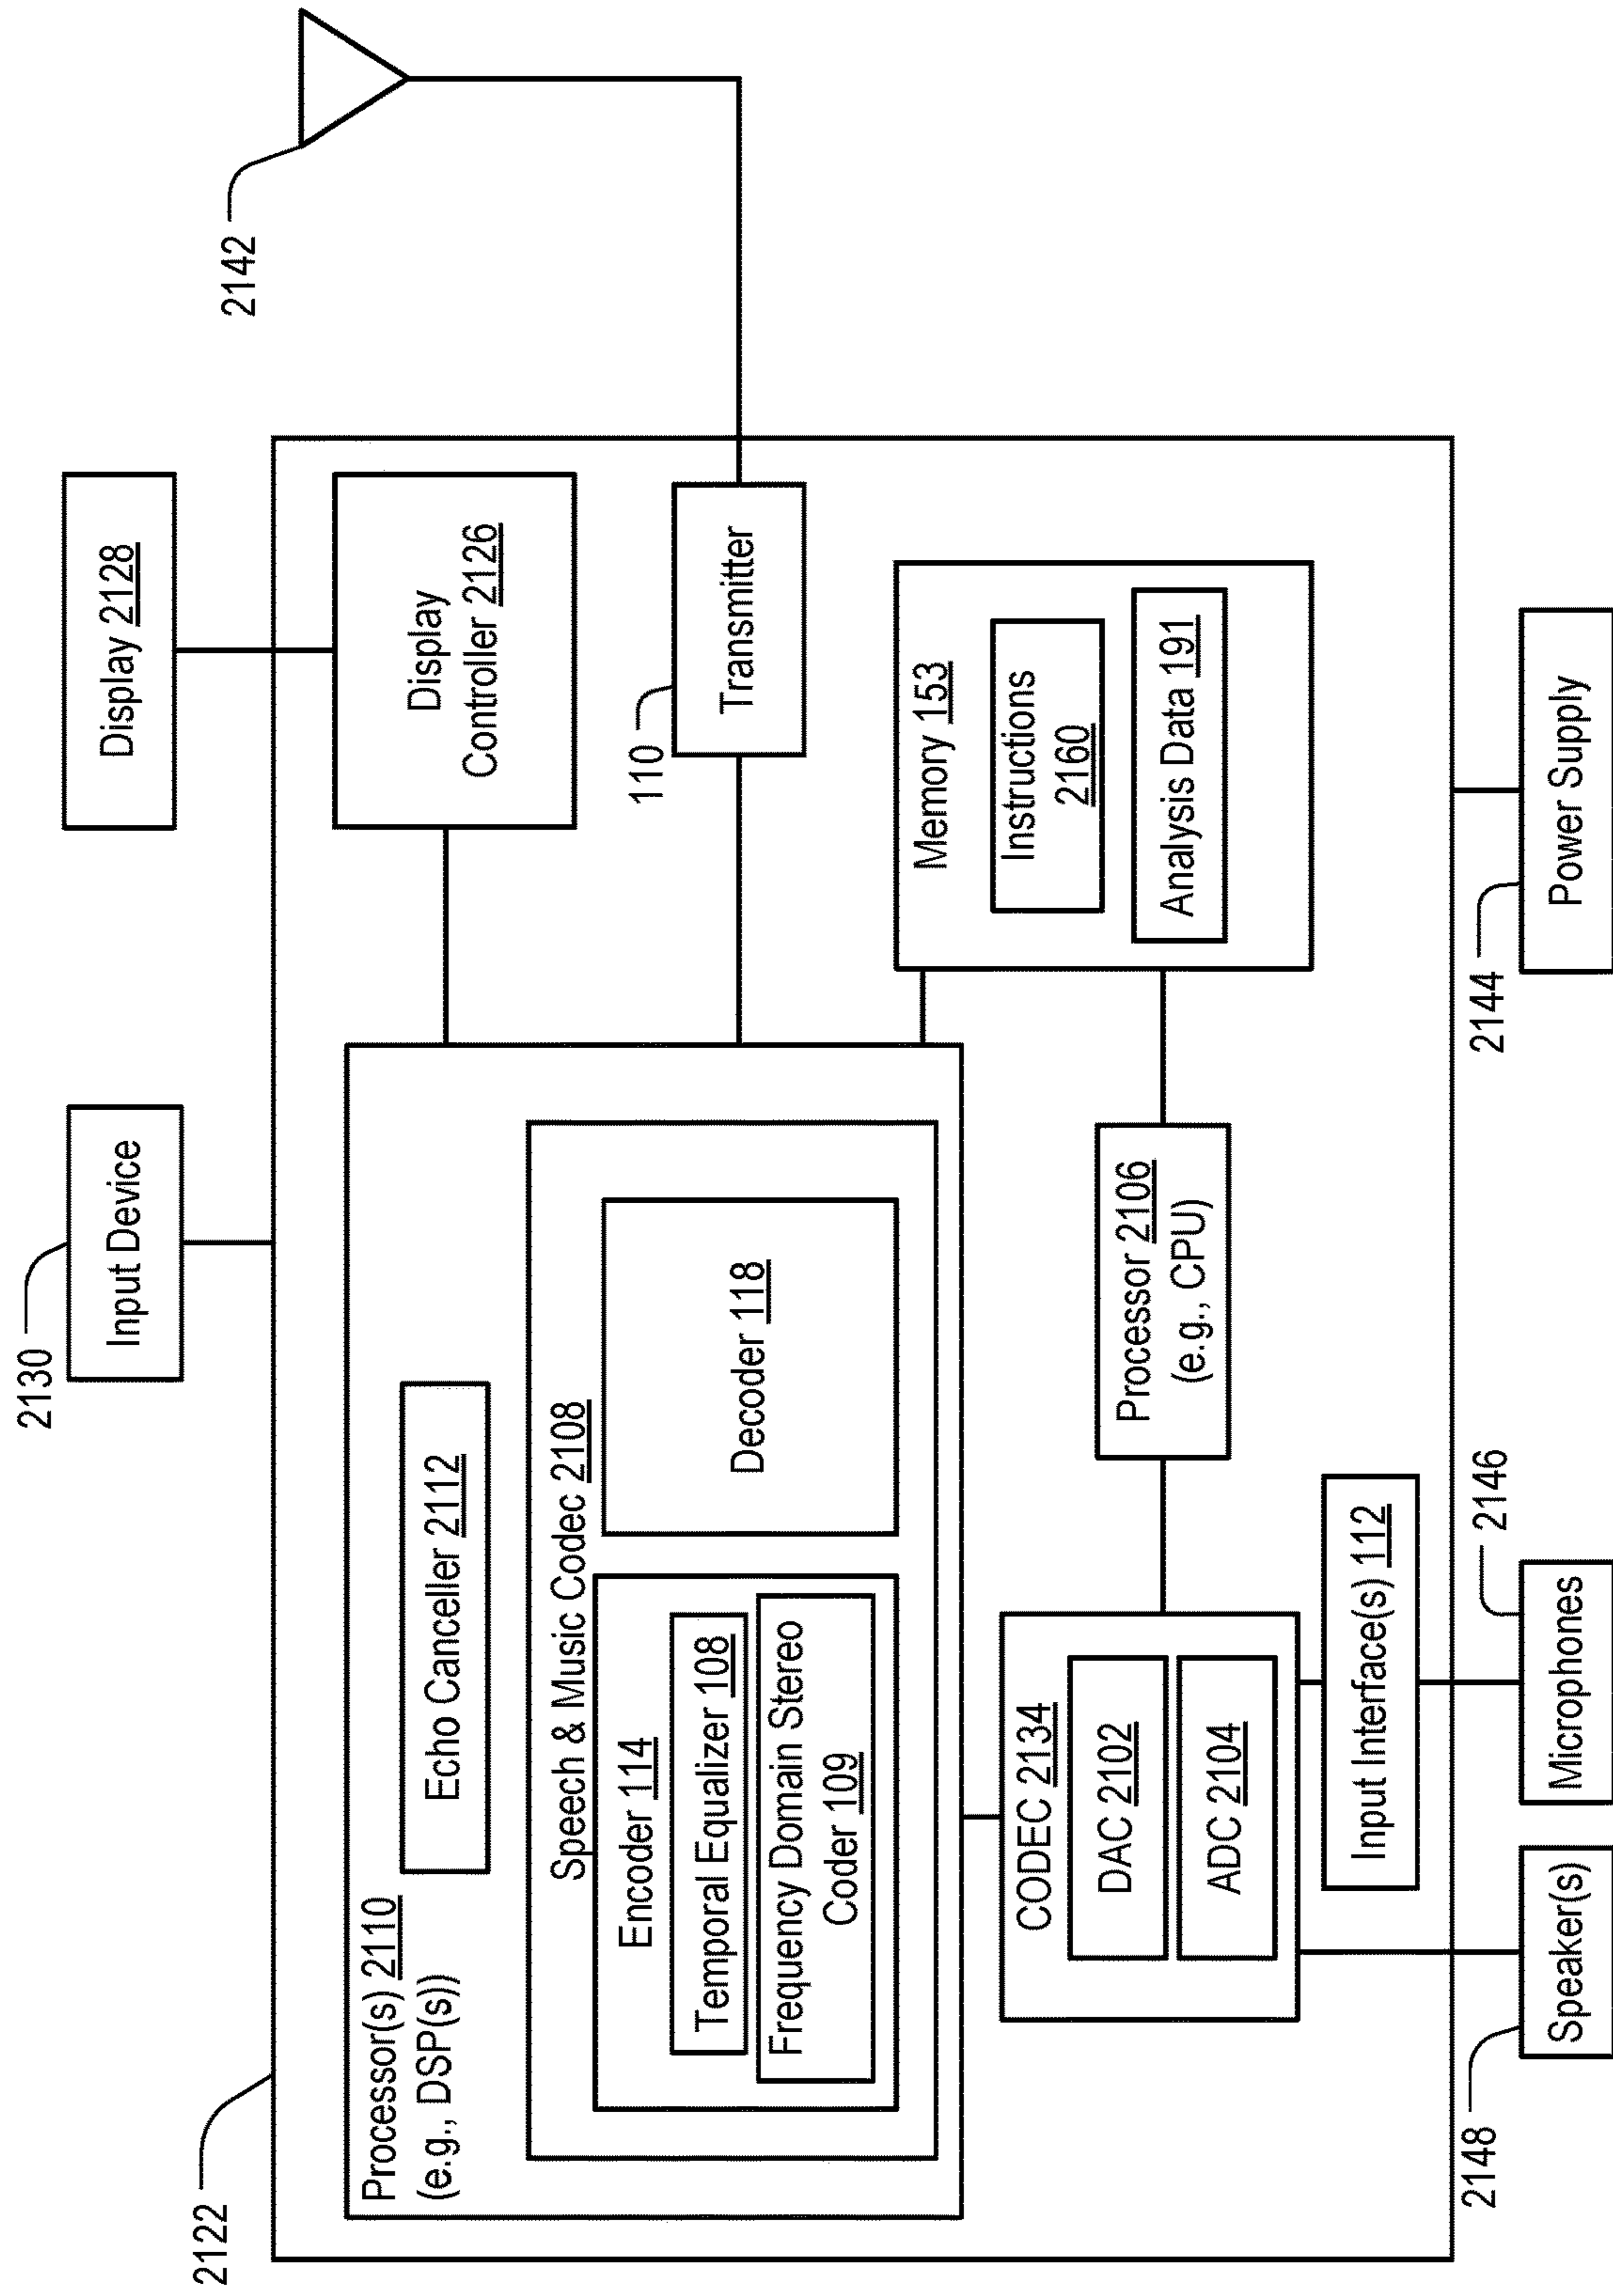 2122
2130
Input Device
Display 2128
2142
Processor(s) 2110
(e.g., DSP(s))
Echo Canceller 2112
Speech & Music Codec 2108
Encoder 114
Temporal Equalizer 108
Frequency Domain Stereo
Coder 109
Decoder 118
Display
Controller 2126
110
Transmitter
Memory 153
Instructions
2160
Analysis Data 191
CODEC 2134
DAC 2102
ADC 2104
Processor 2106
(e.g., CPU)
Input Interface(s) 112
2148
Speaker(s)
2146
Microphones
2144
Power Supply